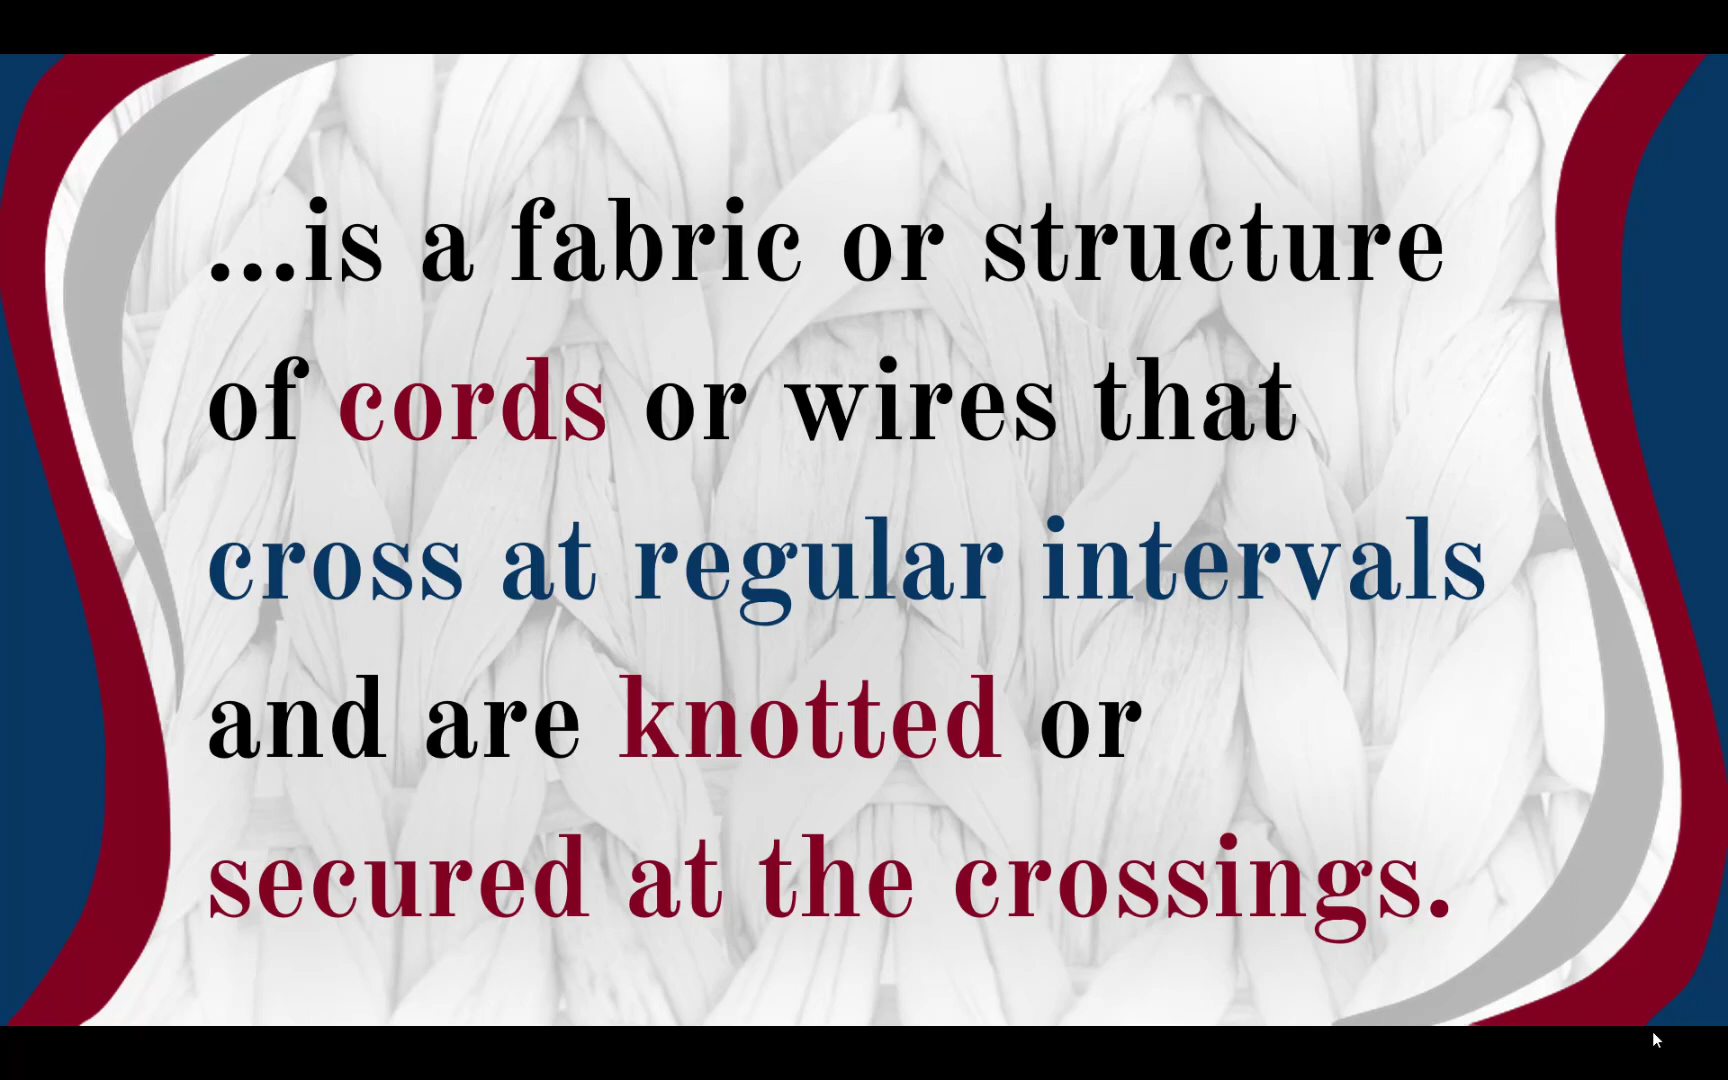 ...is a fabric or structure
of cords or wires that
cross at regular intervals
and are knotted or
secured at the crossings.